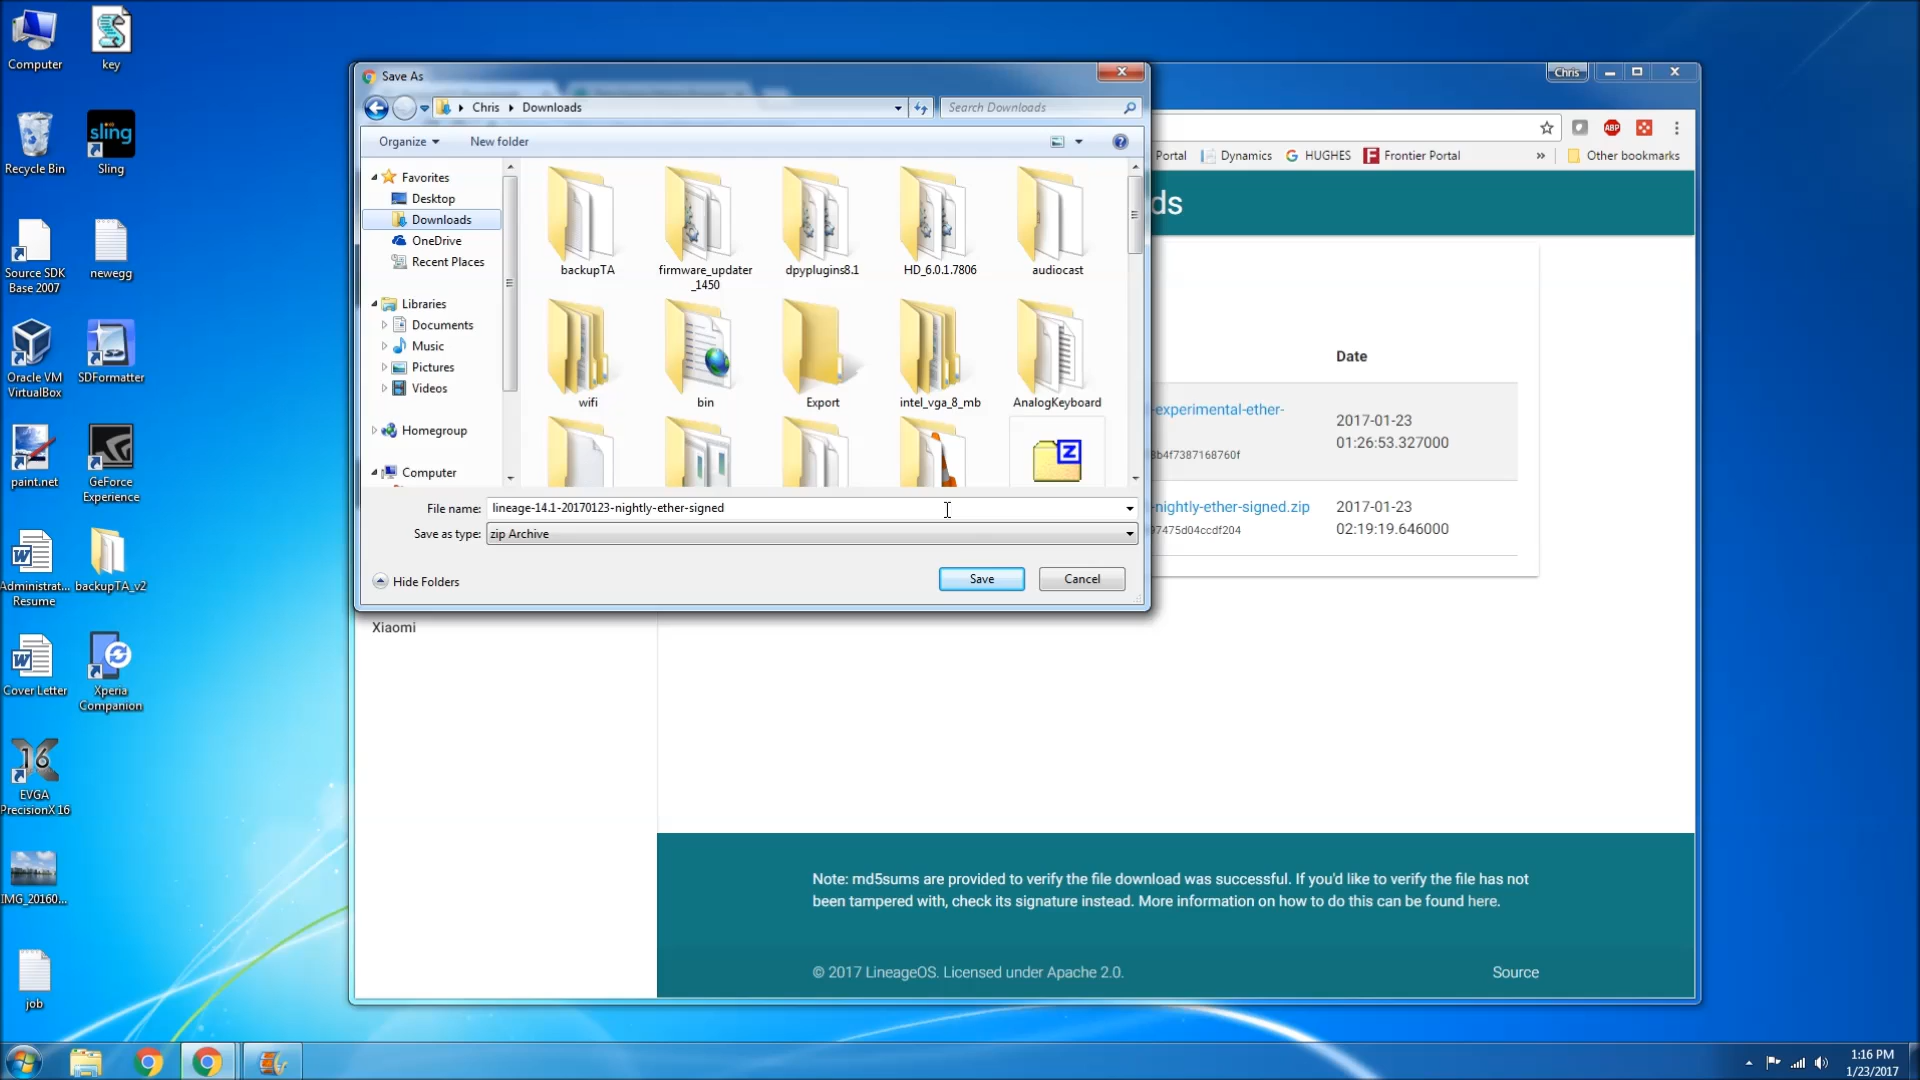 Computer
key
Recycle Bin
Sling
sling
Source SDK
Base 2007
newegg
Oracle VM
VirtualBox
SDFormatter
paint.net
GeForce
Experience
Administrat...
Resume
backupTA_v2
Cover Letter
Xperia
Companion
16
EVGA
PrecisionX 16
IMG_20160...
job
Save As
Chris
Chris
Downloads
Search Downloads
Organize
New folder
Favorites
Desktop
Downloads
OneDrive
Recent Places
Libraries
Documents
Music
Pictures
Videos
Homegroup
Computer
backupTA
firmware_updater
_1450
dpyplugins8.1
HD_6.0.1.7806
audiocast
wifi
bin
Export
intel_vga_8_mb
AnalogKeyboard
Z
File name: lineage-14.1-20170123-nightly-ether-signed
Save as type: zip Archive
Hide Folders
Save
Cancel
ABP
Portal
Dynamics
G HUGHES
F Frontier Portal
» Other bookmarks
ds
Date
-experimental-ether-
2017-01-23
01:26:53.327000
8b4f7387168760f
-nightly-ether-signed.zip
2017-01-23
02:19:19.646000
97475d04ccdf204
Xiaomi
Note: md5sums are provided to verify the file download was successful. If you'd like to verify the file has not
been tampered with, check its signature instead. More information on how to do this can be found here.
© 2017 LineageOS. Licensed under Apache 2.0.
Source
1:16 PM
1/23/2017